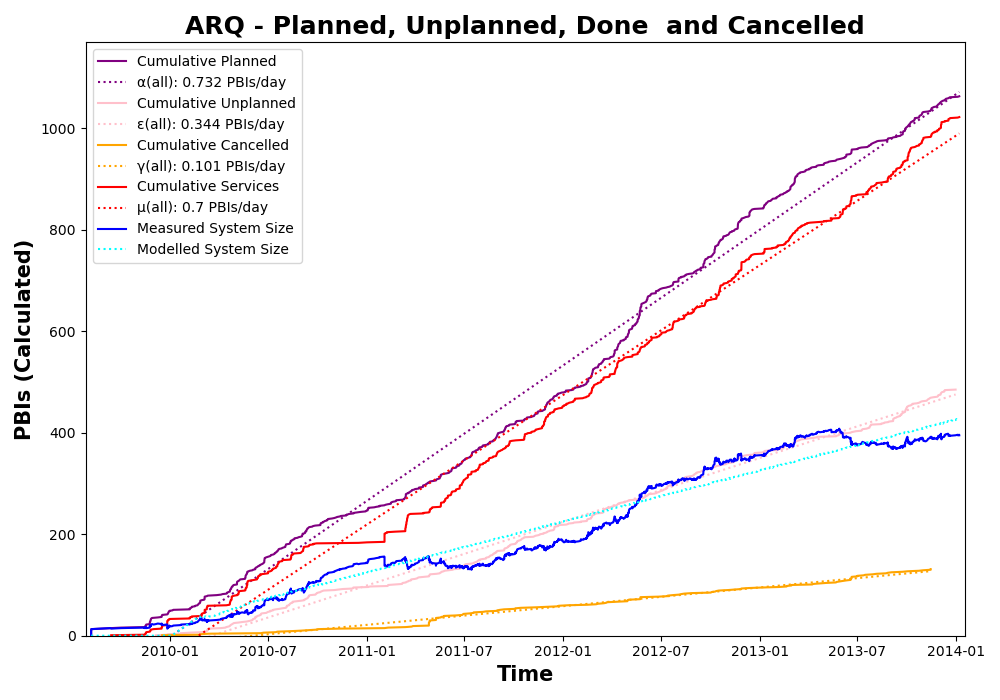 ARQ - Planned, Unplanned, Done  and Cancelled
Cumulative Planned
α(all): 0.732 PBIs/day
Cumulative Unplanned
ε(all): 0.344 PBIs/day
Cumulative Cancelled
γ(all): 0.101 PBIs/day
Cumulative Services
μ(all): 0.7 PBIs/day
Measured System Size
Modelled System Size
PBIs (Calculated)
1000
800
600
400
200
0
2010-01 2010-07 2011-01 2011-07 2012-01 2012-07 2013-01 2013-07 2014-01
Time